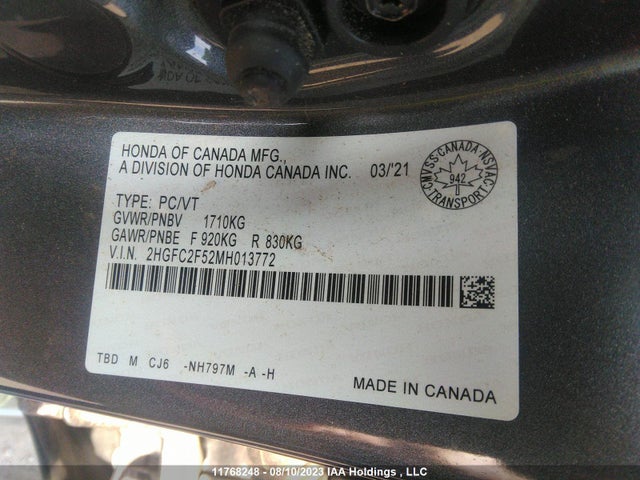 HONDA OF CANADA MFG.,
A DIVISION OF HONDA CANADA INC. 03/'21
CANADA
CMVSS · NSVAC
942
TRANSPORT
TYPE: PC/VT
GVWR/PNBV 1710KG
GAWR/PNBE F 920KG R 830KG
V.I.N. 2HGFC2F52MH013772
TBD M CJ6 -NH797M -A -H
MADE IN CANADA
11768248 - 08/10/2023 IAA Holdings , LLC